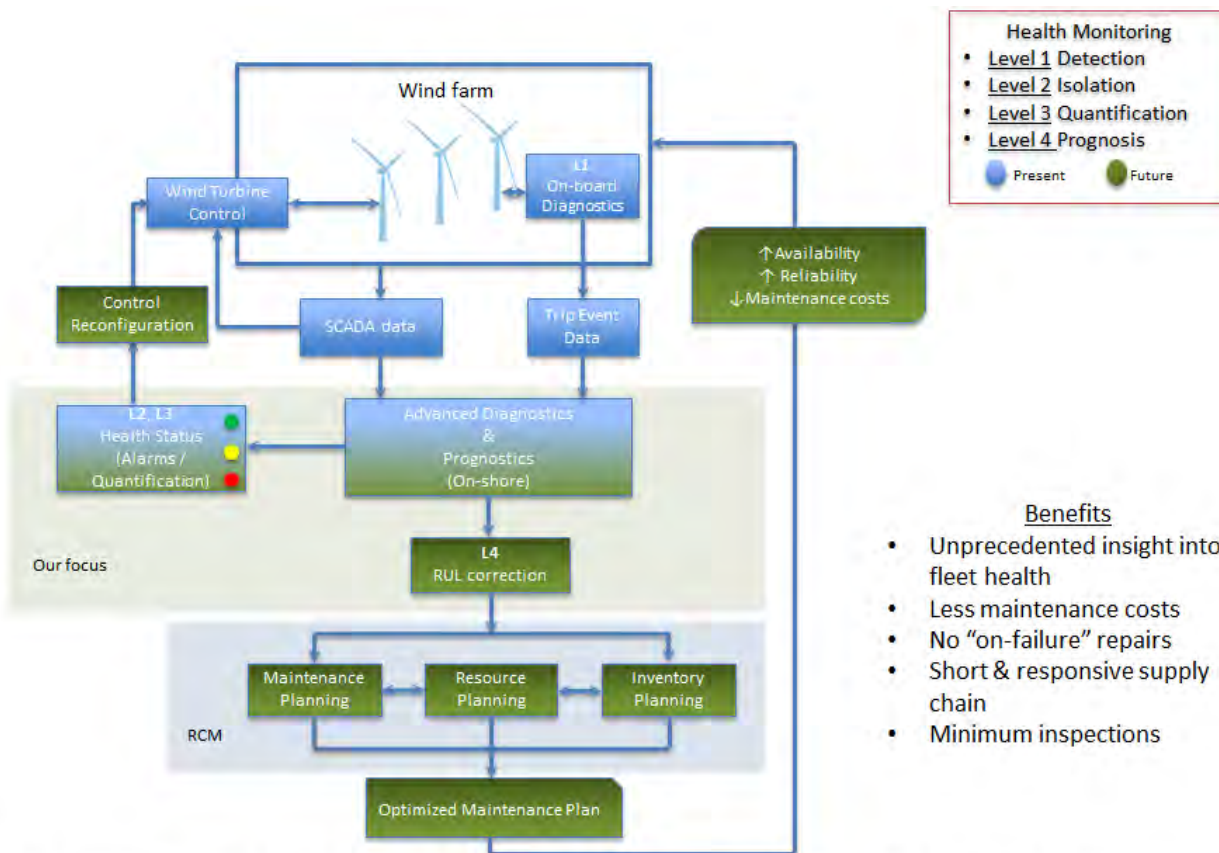 Health Monitoring
• Level 1 Detection
• Level 2 Isolation
• Level 3 Quantification
• Level 4 Prognosis
Present
Future
Wind farm
Wind Turbine
Control
L1
On-board
Diagnostics
↑Availability
↑ Reliability
↓Maintenance costs
Control
Reconfiguration
SCADA data
Trip Event
Data
L2, L3
Health Status
(Alarms /
Quantification)
Advanced Diagnostics
&
Prognostics
(On-shore)
Our focus
L4
RUL correction
Maintenance
Planning
Resource
Planning
Inventory
Planning
RCM
Optimized Maintenance Plan
Benefits
• Unprecedented insight into
fleet health
• Less maintenance costs
• No “on-failure” repairs
• Short & responsive supply
chain
• Minimum inspections